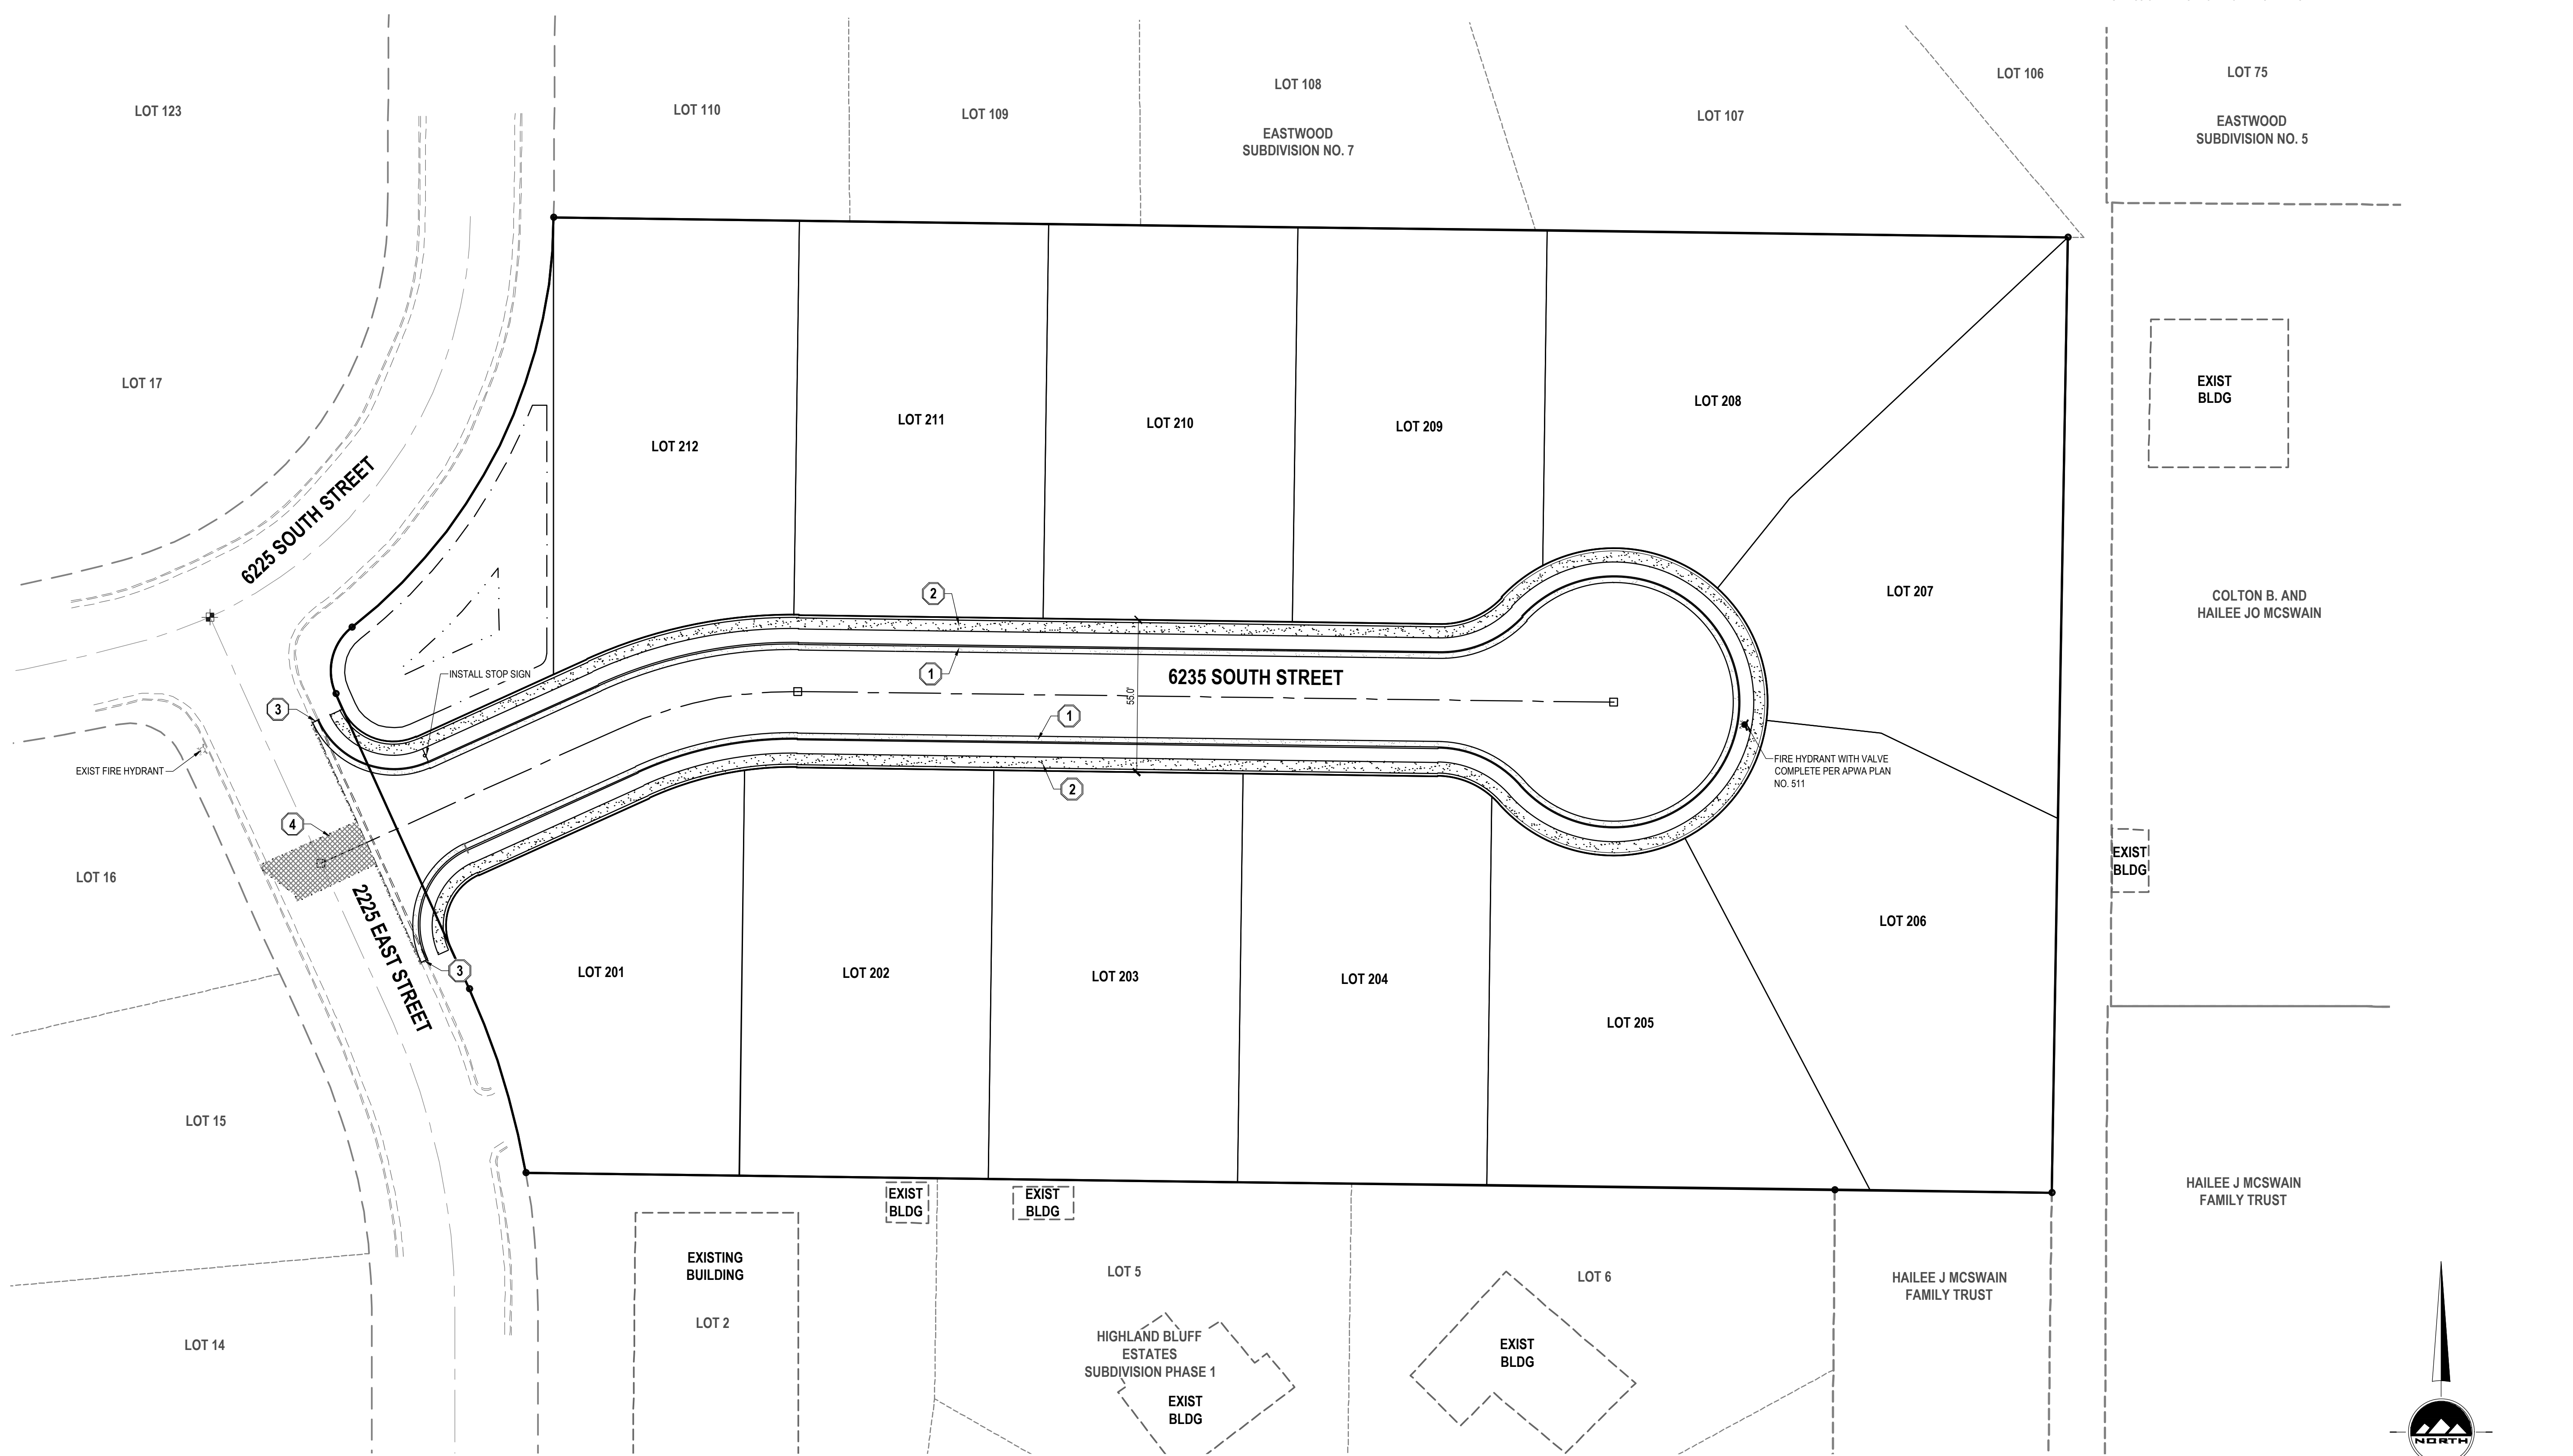 LOT 123
LOT 110
LOT 109
LOT 108
EASTWOOD
SUBDIVISION NO. 7
LOT 107
LOT 106
LOT 75
EASTWOOD
SUBDIVISION NO. 5
LOT 17
6225 SOUTH STREET
LOT 212
LOT 211
LOT 210
LOT 209
LOT 208
EXIST
BLDG
LOT 207
COLTON B. AND
HAILEE JO MCSWAIN
2
1
INSTALL STOP SIGN
6235 SOUTH STREET
55.0'
3
1
2
EXIST FIRE HYDRANT
FIRE HYDRANT WITH VALVE
COMPLETE PER APWA PLAN
NO. 511
4
LOT 16
2225 EAST STREET
3
LOT 201
LOT 202
LOT 203
LOT 204
LOT 205
LOT 206
EXIST
BLDG
LOT 15
LOT 14
EXIST
BLDG
EXIST
BLDG
EXISTING
BUILDING
LOT 2
LOT 5
HIGHLAND BLUFF
ESTATES
SUBDIVISION PHASE 1
EXIST
BLDG
LOT 6
EXIST
BLDG
HAILEE J MCSWAIN
FAMILY TRUST
HAILEE J MCSWAIN
FAMILY TRUST
NORTH